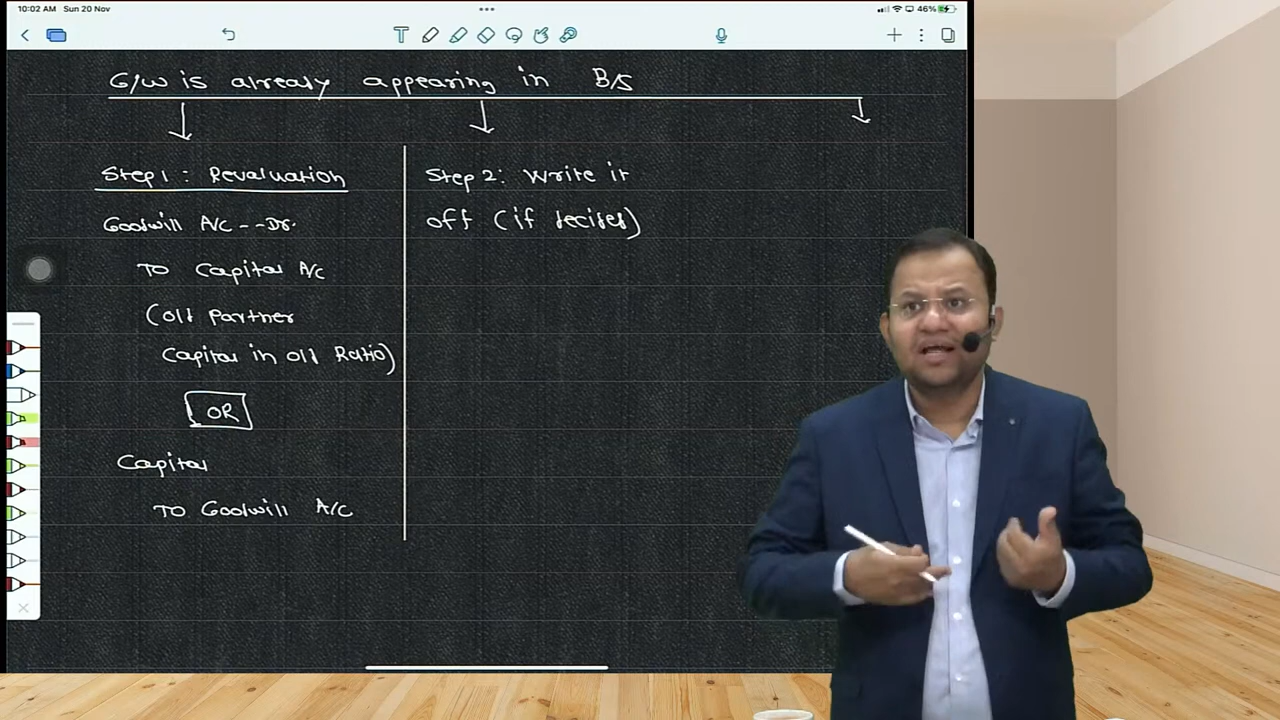 10:02 AM Sun 20 Nov
46%
G/W is already appearing in B/S
Step 1 : Revaluation
Goodwill A/C --Dr.
To Capital A/C
(Old Partner
Capital in old Ratio)
OR
Capital
To Goodwill A/C
Step 2: Write it
off (if decides)